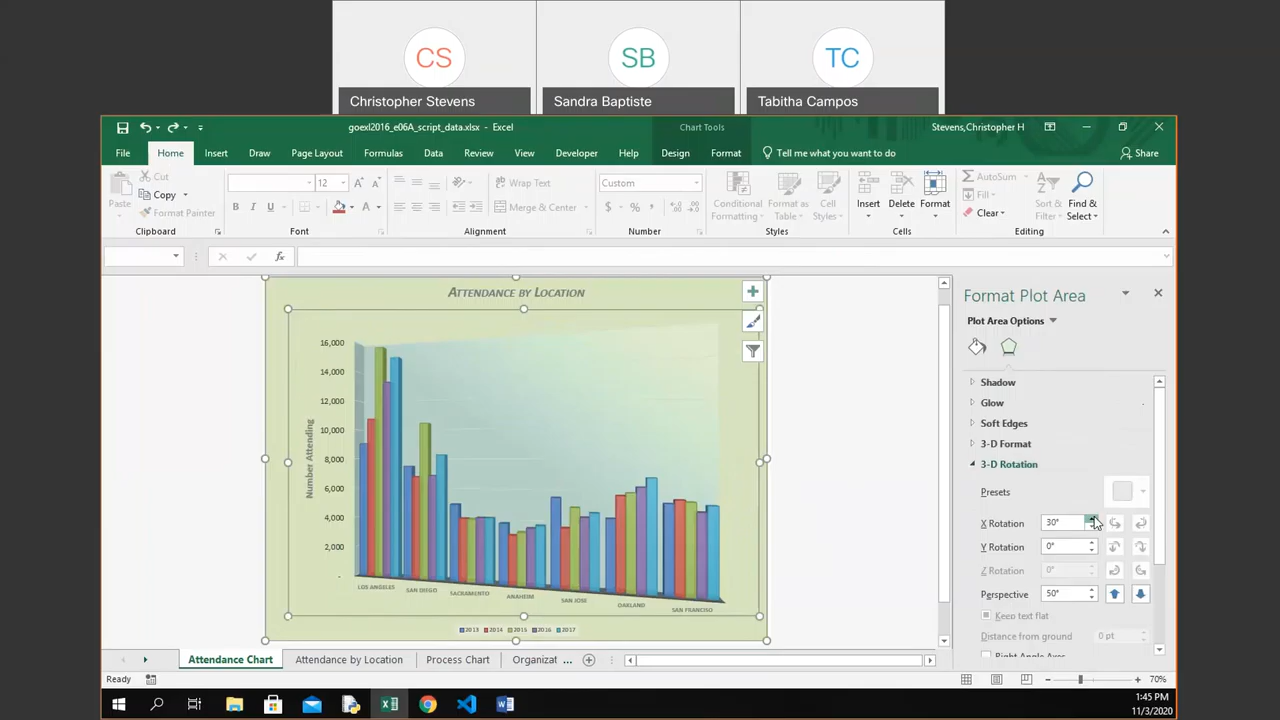 CS SB TC
Christopher Stevens Sandra Baptiste Tabitha Campos
goexl2016_e06A_script_data.xlsx - Excel Chart Tools Stevens,Christopher H
File Home Insert Draw Page Layout Formulas Data Review View Developer Help Design Format Tell me what you want to do Share
Paste Cut Copy Format Painter Clipboard
12 A A B I U A Font
Wrap Text Merge & Center Alignment
Custom $ % , Number
Conditional Formatting Format as Table Cell Styles Styles
Insert Delete Format Cells
AutoSum Fill Clear Sort & Filter Find & Select Editing
fx
Attendance by Location
Number Attending
16,000
14,000
12,000
10,000
8,000
6,000
4,000
2,000
-
LOS ANGELES SAN DIEGO SACRAMENTO ANAHEIM SAN JOSE OAKLAND SAN FRANCISO
2013 2014 2015 2016 2017
Format Plot Area
Plot Area Options
Shadow
Glow
Soft Edges
3-D Format
3-D Rotation
Presets
X Rotation 30°
Y Rotation 0°
Z Rotation 0°
Perspective 50°
Keep text flat
Distance from ground 0 pt
Right Angle Axes
Attendance Chart Attendance by Location Process Chart Organizat ...
Ready 70%
1:45 PM
11/3/2020